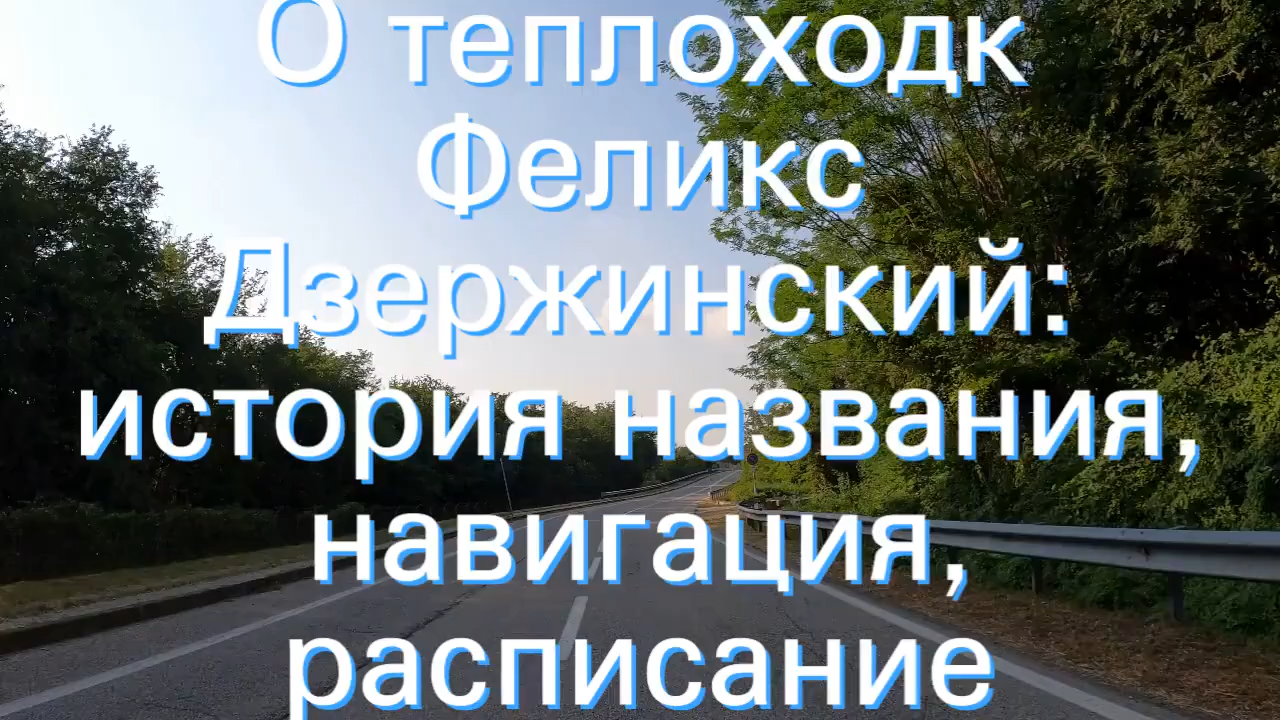 О теплоходк
Феликс
Дзержинский:
история названия,
навигация,
расписание